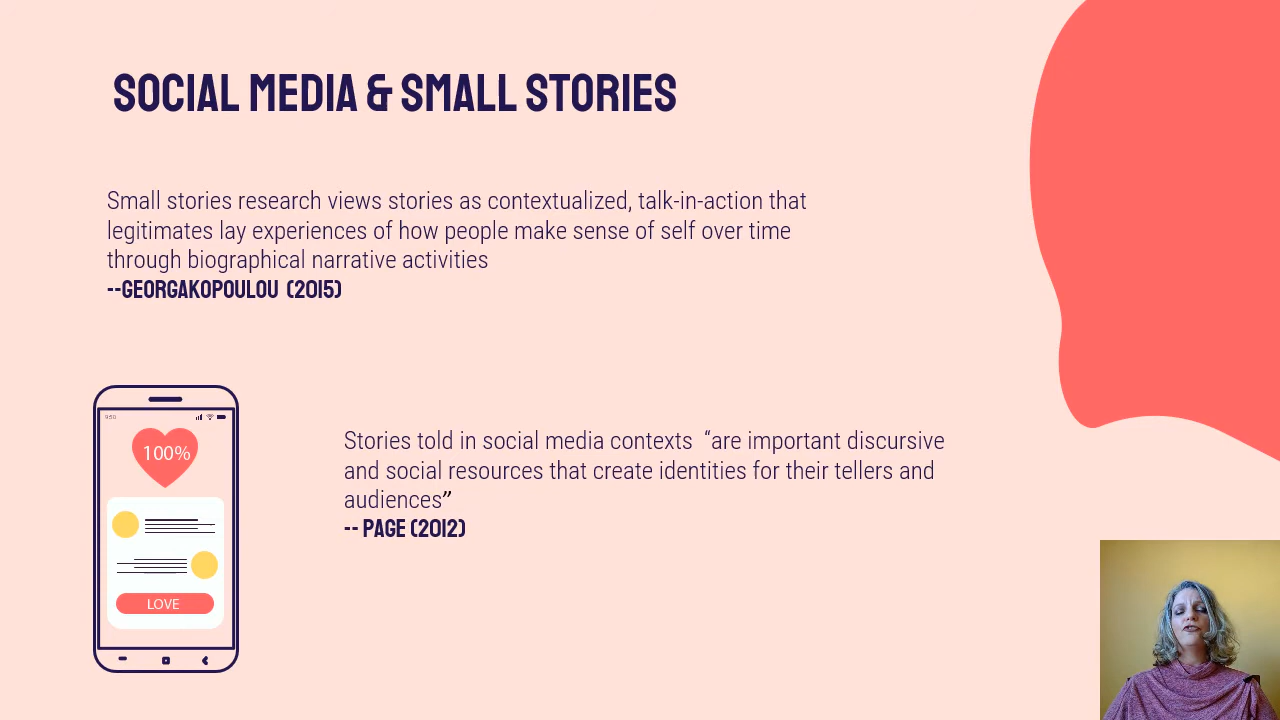 SOCIAL MEDIA & SMALL STORIES
Small stories research views stories as contextualized, talk-in-action that
legitimates lay experiences of how people make sense of self over time
through biographical narrative activities
--GEORGAKOPOULOU (2015)
100%
LOVE
Stories told in social media contexts “are important discursive
and social resources that create identities for their tellers and
audiences”
-- PAGE (2012)